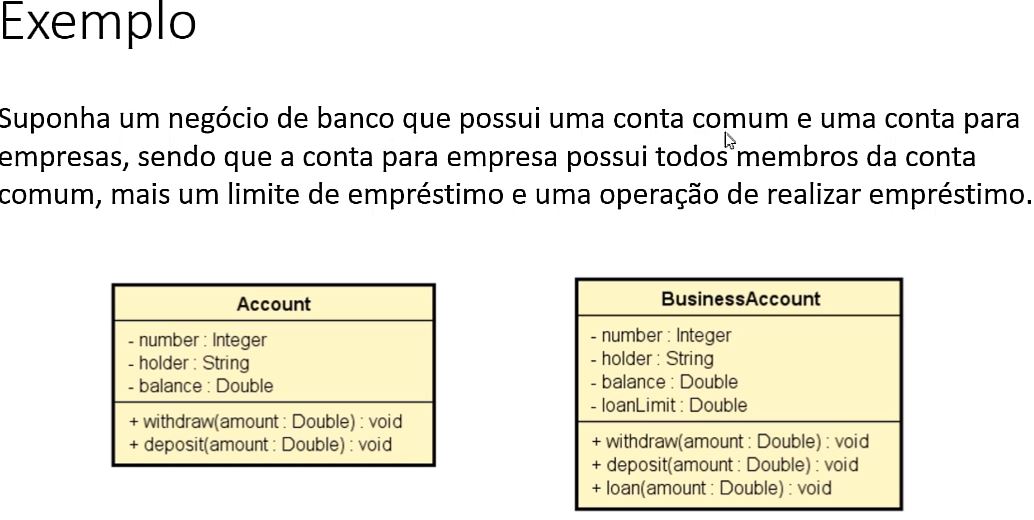 Exemplo
Suponha um negócio de banco que possui uma conta comum e uma conta para
empresas, sendo que a conta para empresa possui todos membros da conta
comum, mais um limite de empréstimo e uma operação de realizar empréstimo.
Account
- number : Integer
- holder : String
- balance : Double
+ withdraw(amount : Double) : void
+ deposit(amount : Double) : void
BusinessAccount
- number : Integer
- holder : String
- balance : Double
- loanLimit : Double
+ withdraw(amount : Double) : void
+ deposit(amount : Double) : void
+ loan(amount : Double) : void